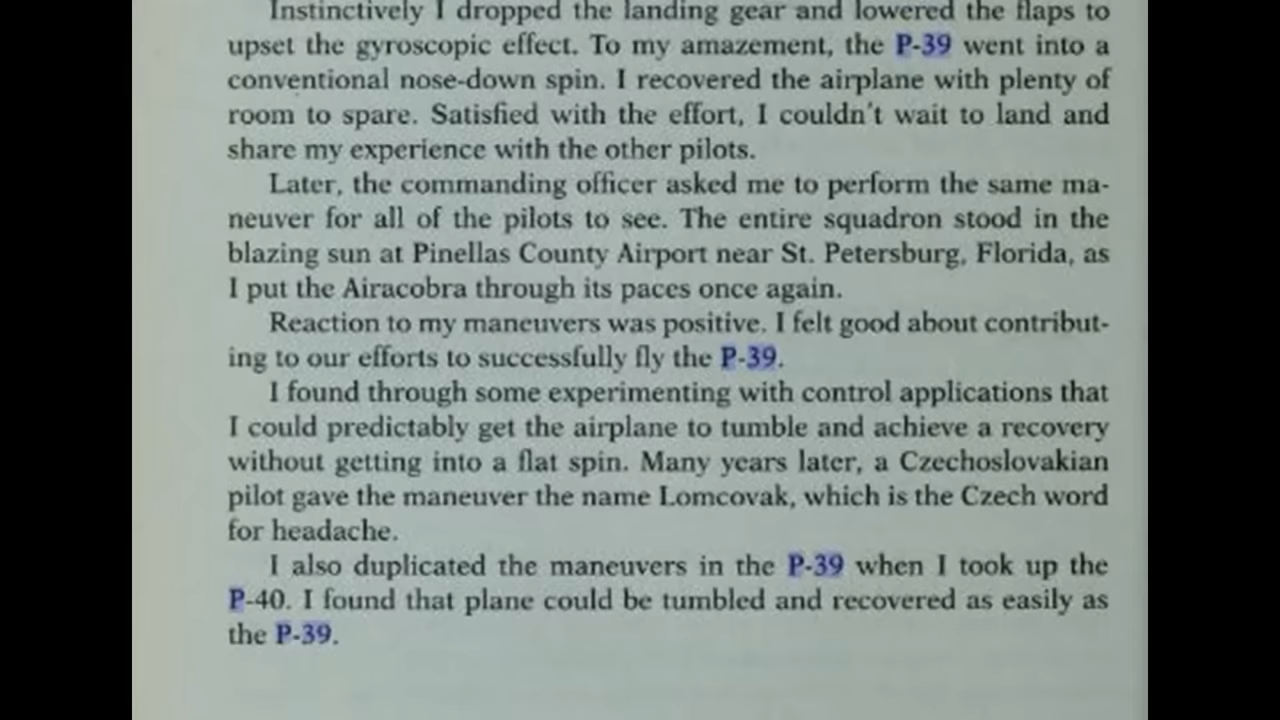 Instinctively I dropped the landing gear and lowered the flaps to
upset the gyroscopic effect. To my amazement, the P-39 went into a
conventional nose-down spin. I recovered the airplane with plenty of
room to spare. Satisfied with the effort, I couldn't wait to land and
share my experience with the other pilots.
Later, the commanding officer asked me to perform the same ma-
neuver for all of the pilots to see. The entire squadron stood in the
blazing sun at Pinellas County Airport near St. Petersburg, Florida, as
I put the Airacobra through its paces once again.
Reaction to my maneuvers was positive. I felt good about contribut-
ing to our efforts to successfully fly the P-39.
I found through some experimenting with control applications that
I could predictably get the airplane to tumble and achieve a recovery
without getting into a flat spin. Many years later, a Czechoslovakian
pilot gave the maneuver the name Lomcovak, which is the Czech word
for headache.
I also duplicated the maneuvers in the P-39 when I took up the
P-40. I found that plane could be tumbled and recovered as easily as
the P-39.